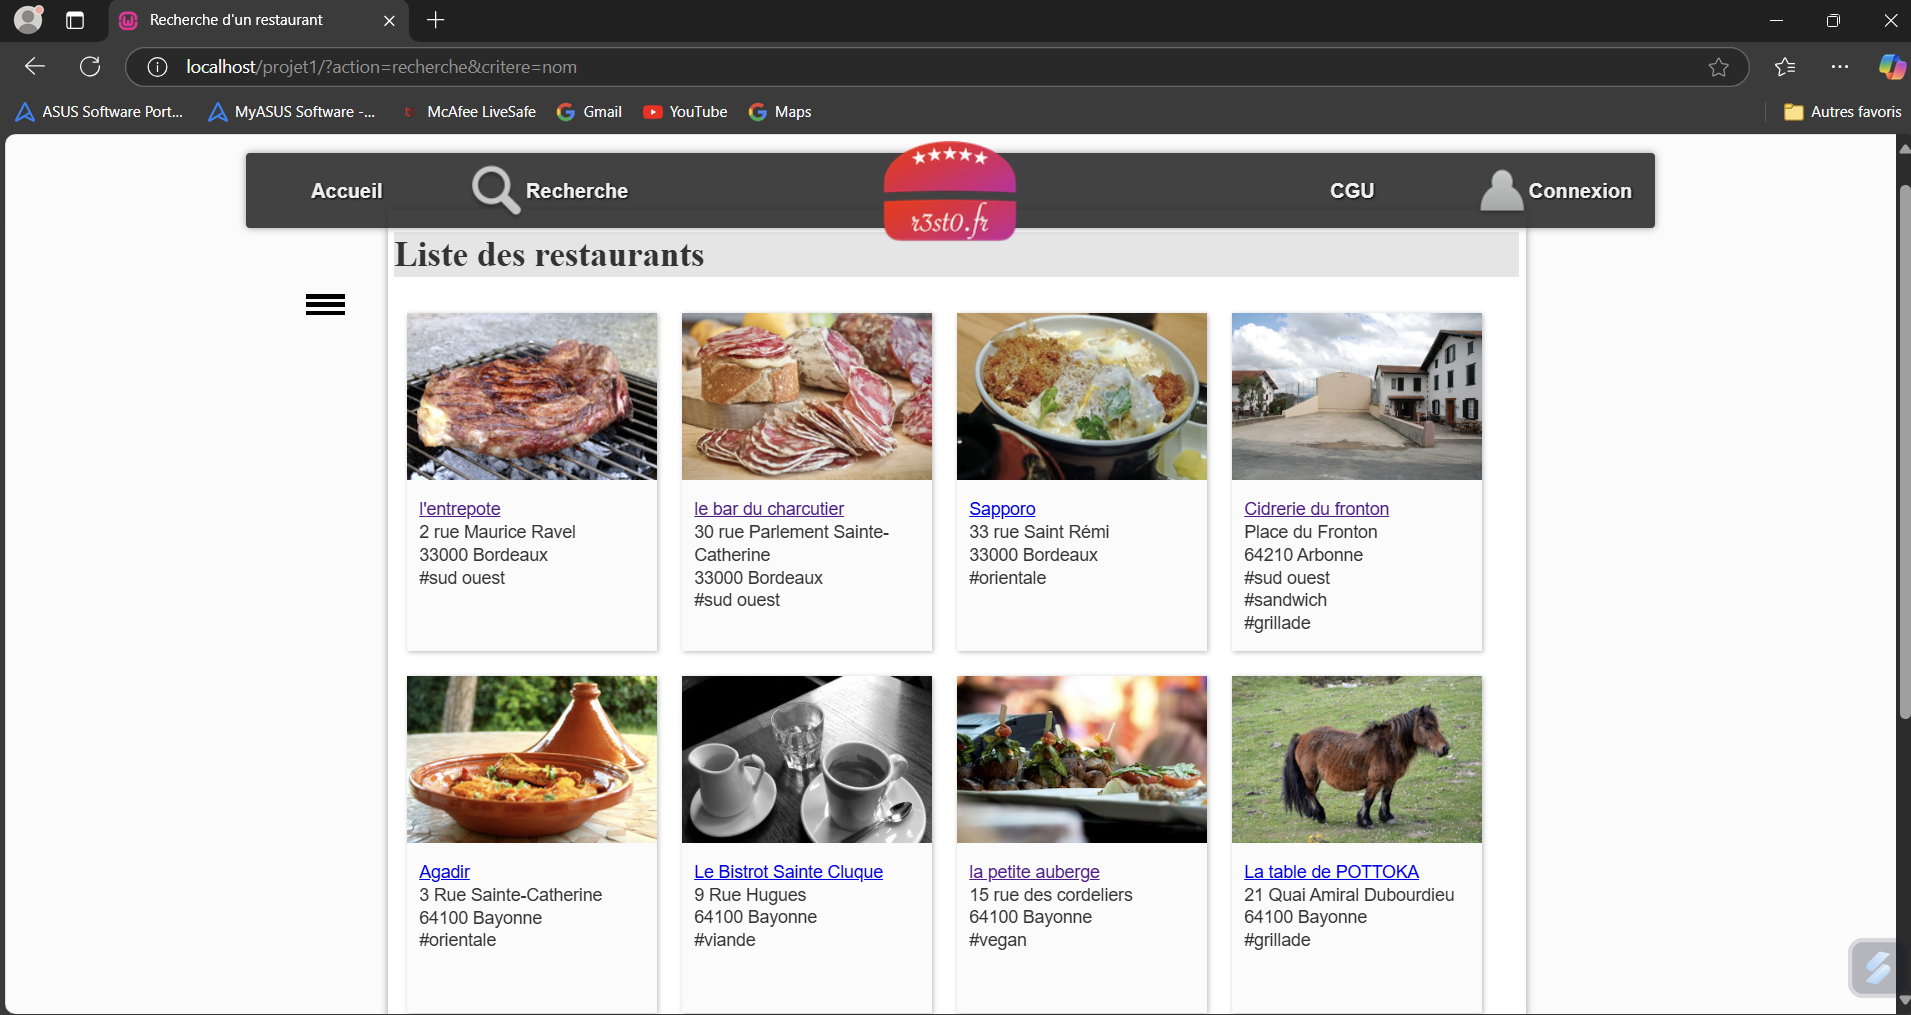 Recherche d'un restaurant
localhost/projet1/?action=recherche&critere=nom
ASUS Software Port...
MyASUS Software -...
McAfee LiveSafe
Gmail
YouTube
Maps
Autres favoris
Accueil
Recherche
r3st0.fr
CGU
Connexion
Liste des restaurants
l'entrepote
2 rue Maurice Ravel
33000 Bordeaux
#sud ouest
le bar du charcutier
30 rue Parlement Sainte-
Catherine
33000 Bordeaux
#sud ouest
Sapporo
33 rue Saint Rémi
33000 Bordeaux
#orientale
Cidrerie du fronton
Place du Fronton
64210 Arbonne
#sud ouest
#sandwich
#grillade
Agadir
3 Rue Sainte-Catherine
64100 Bayonne
#orientale
Le Bistrot Sainte Cluque
9 Rue Hugues
64100 Bayonne
#viande
la petite auberge
15 rue des cordeliers
64100 Bayonne
#vegan
La table de POTTOKA
21 Quai Amiral Dubourdieu
64100 Bayonne
#grillade